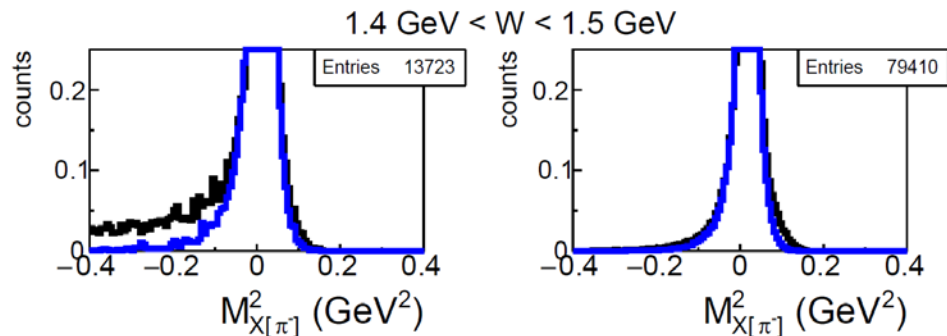 1.4 GeV < W < 1.5 GeV
counts
0.2
0.1
0
Entries 13723
−0.4 −0.2 0 0.2 0.4
M²X[π⁻] (GeV²)
counts
0.2
0.1
0
Entries 79410
−0.4 −0.2 0 0.2 0.4
M²X[π⁻] (GeV²)